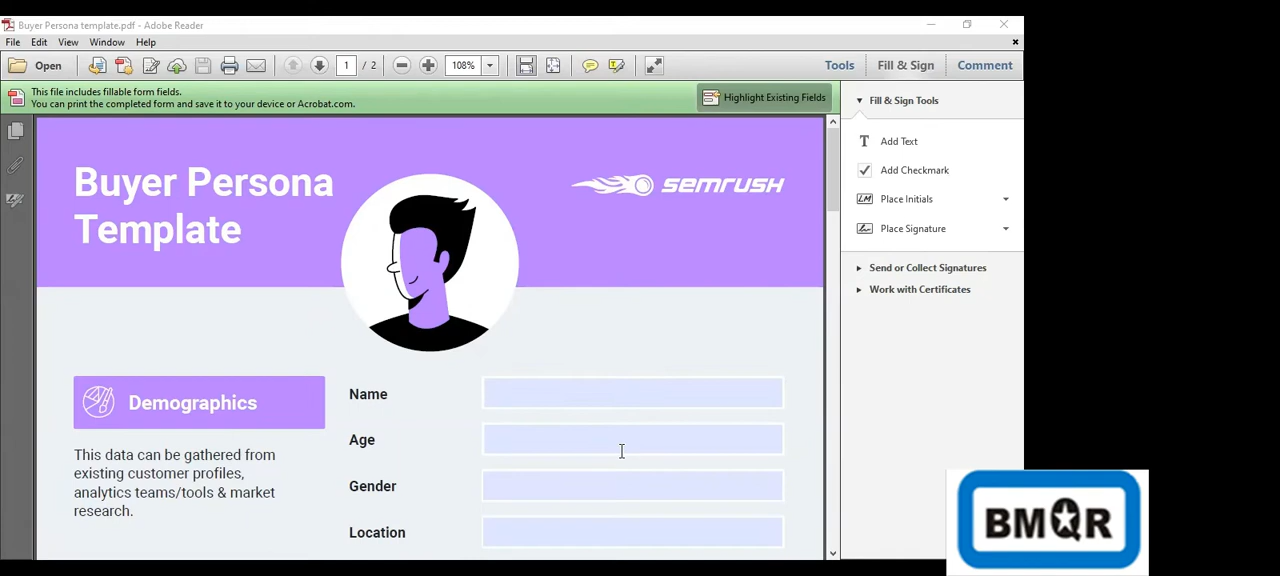 Buyer Persona template.pdf - Adobe Reader
File Edit View Window Help
Open 1 / 2 108% Tools Fill & Sign Comment
This file includes fillable form fields.
You can print the completed form and save it to your device or Acrobat.com.
Highlight Existing Fields
Fill & Sign Tools
T Add Text
Add Checkmark
LM Place Initials
Place Signature
Send or Collect Signatures
Work with Certificates
Buyer Persona
Template
SEMRUSH
Demographics
This data can be gathered from
existing customer profiles,
analytics teams/tools & market
research.
Name
Age
Gender
Location
BMQR